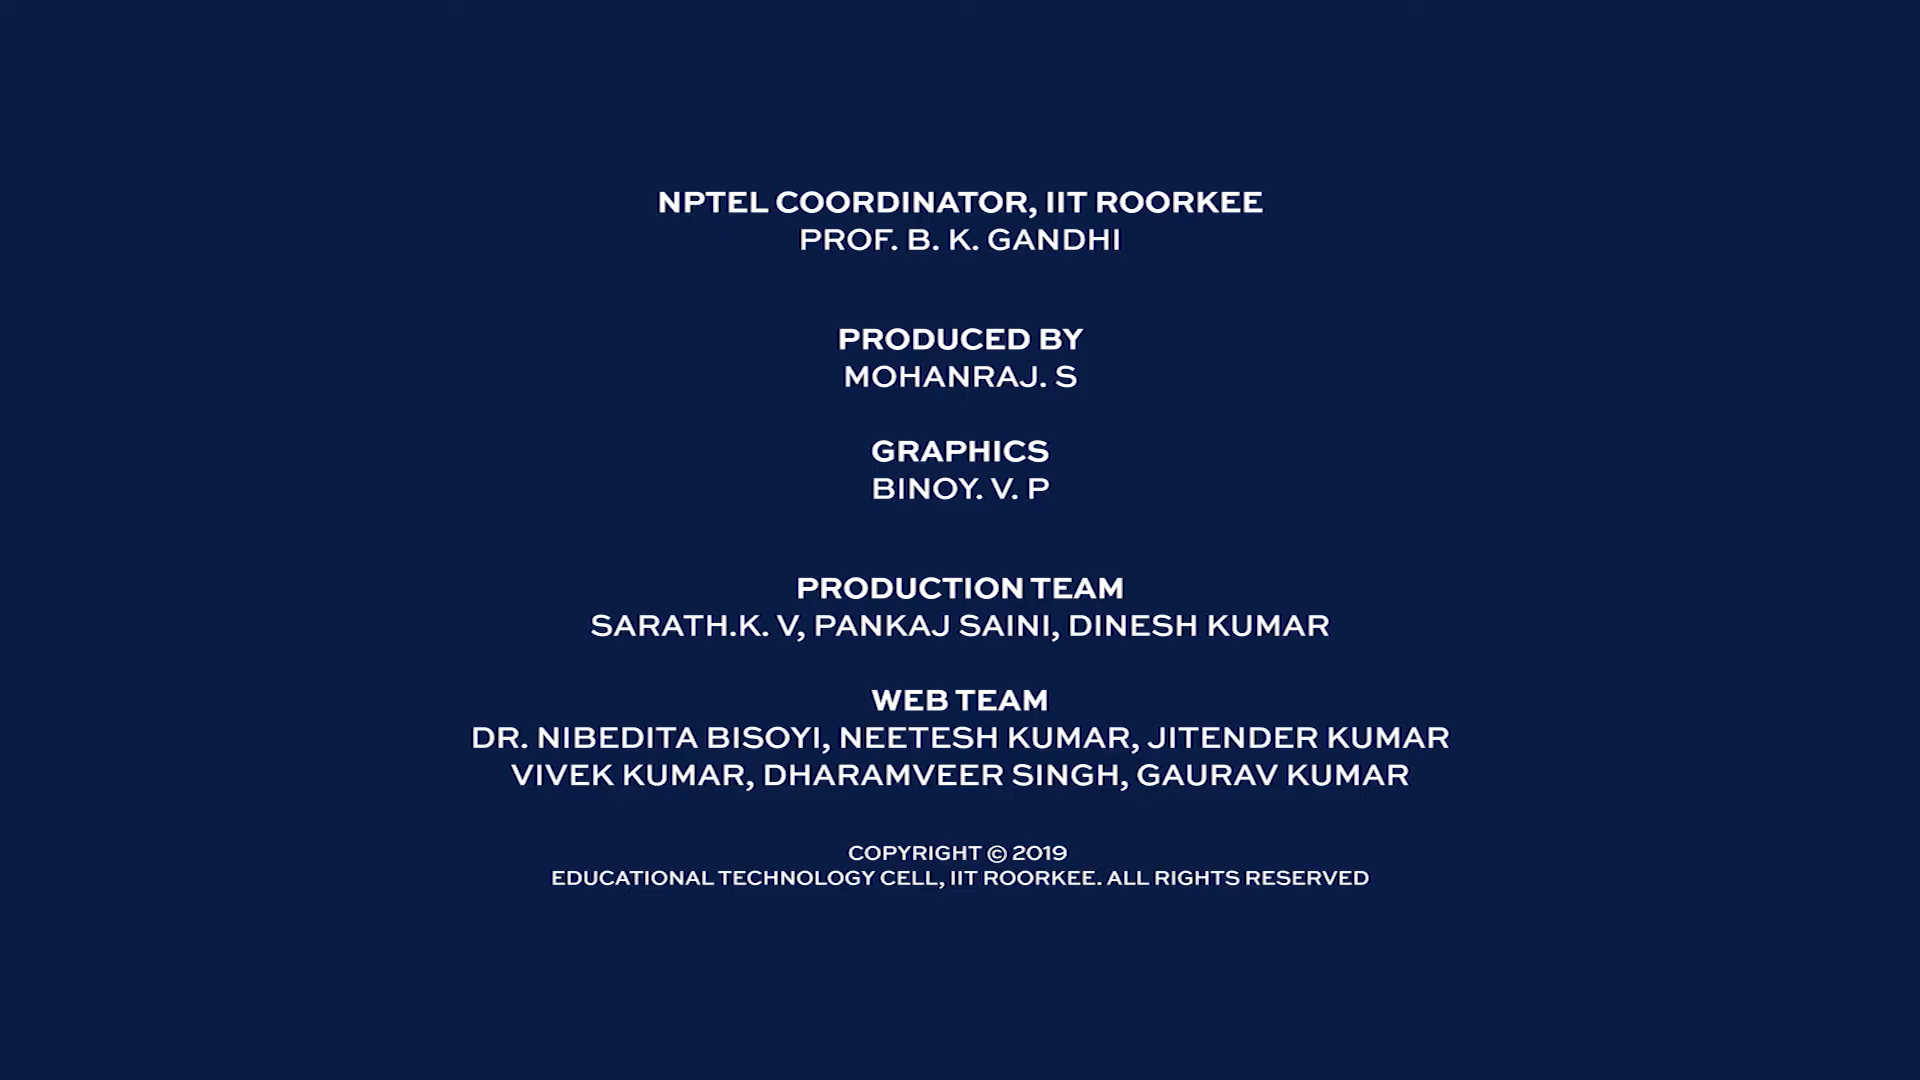 NPTEL COORDINATOR, IIT ROORKEE
PROF. B. K. GANDHI
PRODUCED BY
MOHANRAJ. S
GRAPHICS
BINOY. V. P
PRODUCTION TEAM
SARATH.K. V, PANKAJ SAINI, DINESH KUMAR
WEB TEAM
DR. NIBEDITA BISOYI, NEETESH KUMAR, JITENDER KUMAR
VIVEK KUMAR, DHARAMVEER SINGH, GAURAV KUMAR
COPYRIGHT © 2019
EDUCATIONAL TECHNOLOGY CELL, IIT ROORKEE. ALL RIGHTS RESERVED